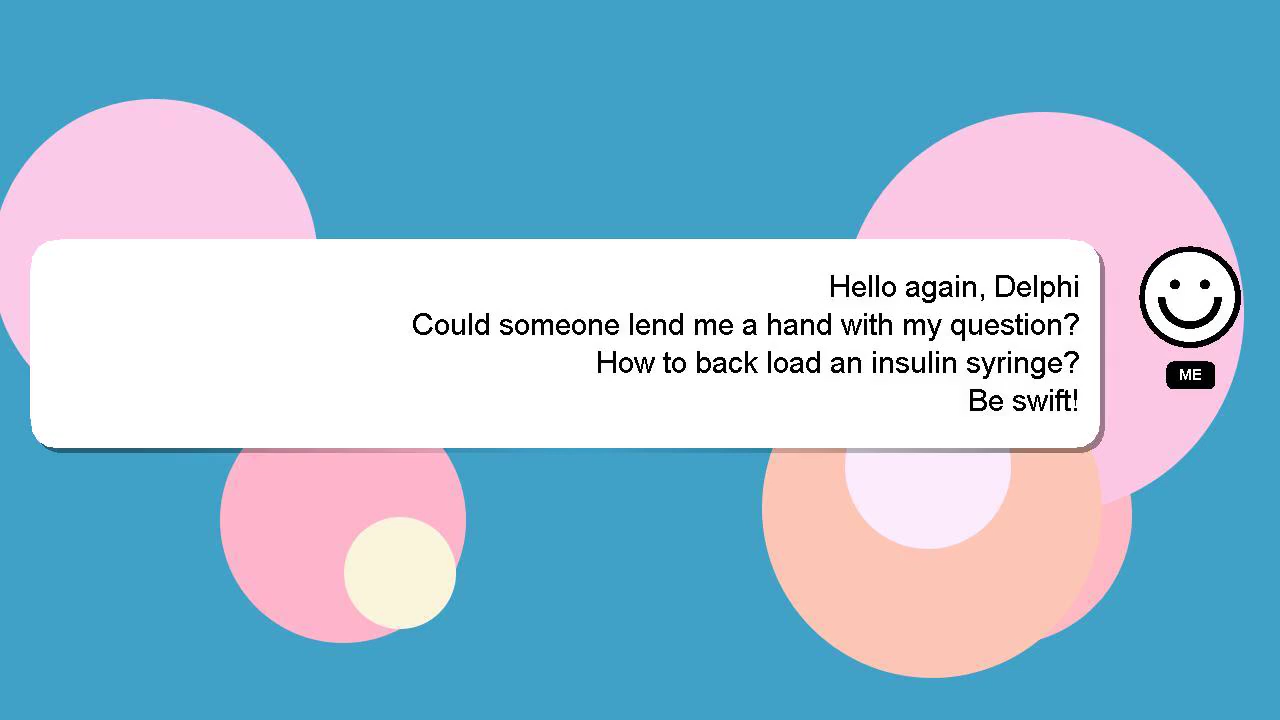 Hello again, Delphi
Could someone lend me a hand with my question?
How to back load an insulin syringe?
Be swift!
ME